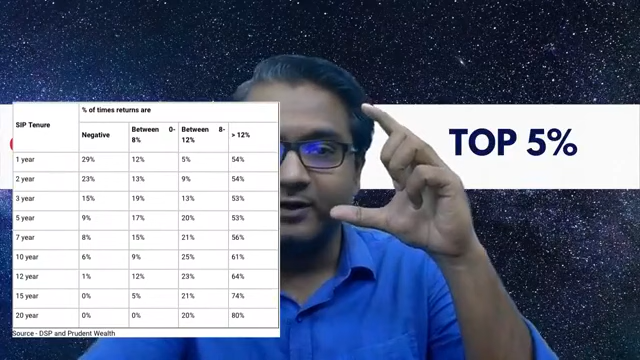 % of times returns are
SIP Tenure
Negative
Between 0-
8%
Between 8-
12%
> 12%
1 year 29% 12% 5% 54%
2 year 23% 13% 9% 54%
3 year 15% 19% 13% 53%
5 year 9% 17% 20% 53%
7 year 8% 15% 21% 56%
10 year 6% 9% 25% 61%
12 year 1% 12% 23% 64%
15 year 0% 5% 21% 74%
20 year 0% 0% 20% 80%
Source - DSP and Prudent Wealth
TOP 5%